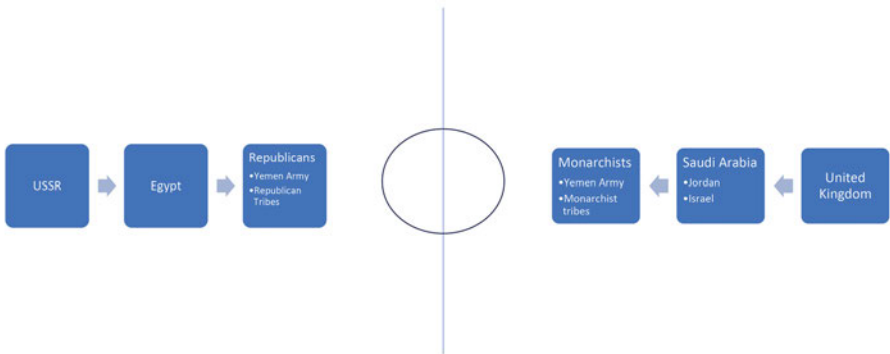 USSR
Egypt
Republicans
•Yemen Army
•Republican
Tribes
Monarchists
•Yemen Army
•Monarchist
tribes
Saudi Arabia
•Jordan
•Israel
United
Kingdom